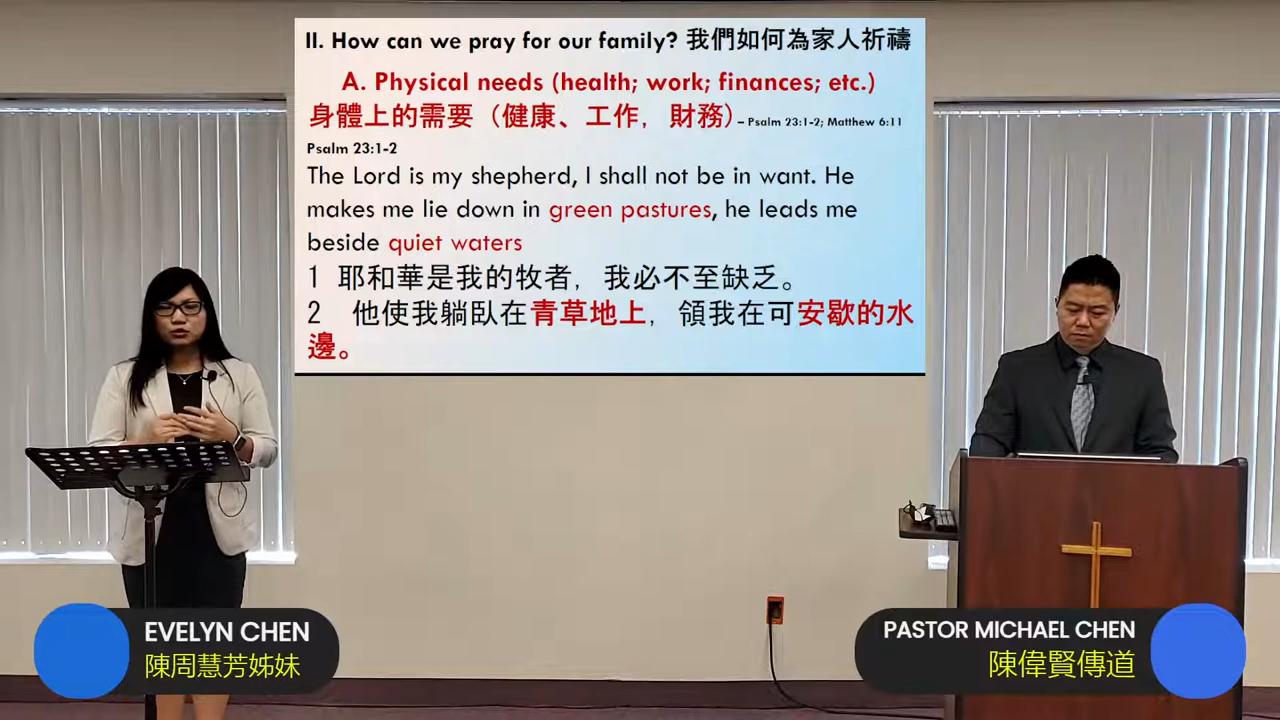 II. How can we pray for our family? 我們如何為家人祈禱
A. Physical needs (health; work; finances; etc.)
身體上的需要（健康、工作，財務）– Psalm 23:1-2; Matthew 6:11
Psalm 23:1-2
The Lord is my shepherd, I shall not be in want. He
makes me lie down in green pastures, he leads me
beside quiet waters
1 耶和華是我的牧者，我必不至缺乏。
2 他使我躺臥在青草地上，領我在可安歇的水
邊。
EVELYN CHEN
陳周慧芳姊妹
PASTOR MICHAEL CHEN
陳偉賢傳道